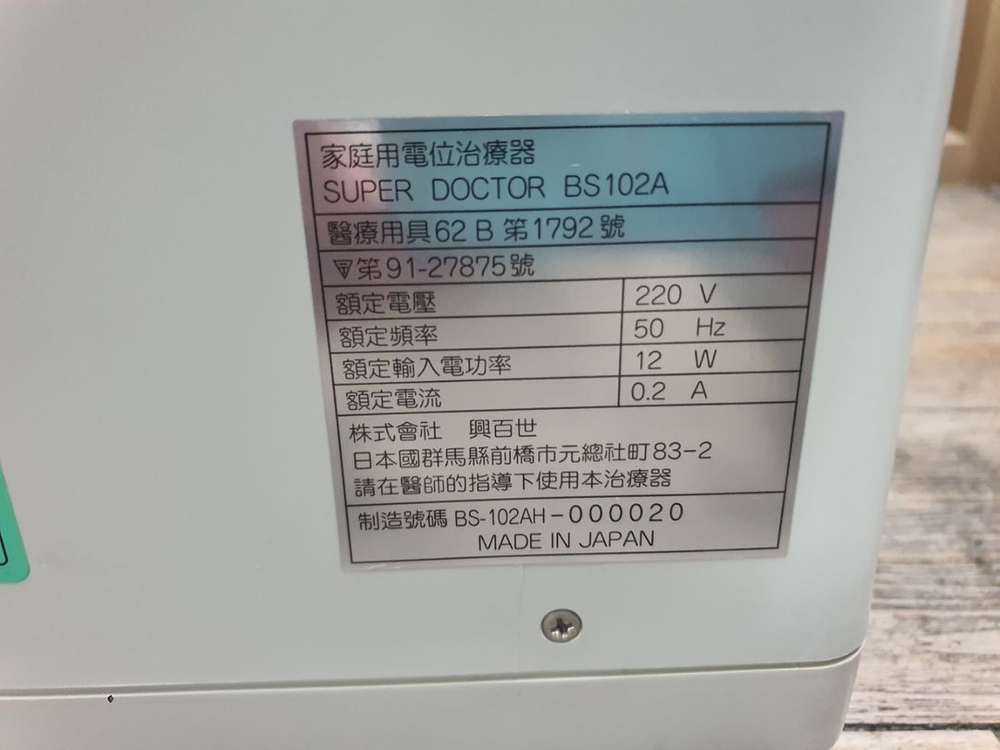 家庭用電位治療器
SUPER DOCTOR BS102A
醫療用具62 B 第1792號
第91-27875號
額定電壓 220 V
額定頻率 50 Hz
額定輸入電功率 12 W
額定電流 0.2 A
株式會社 興百世
日本國群馬縣前橋市元總社町83-2
請在醫師的指導下使用本治療器
制造號碼 BS-102AH-000020
MADE IN JAPAN